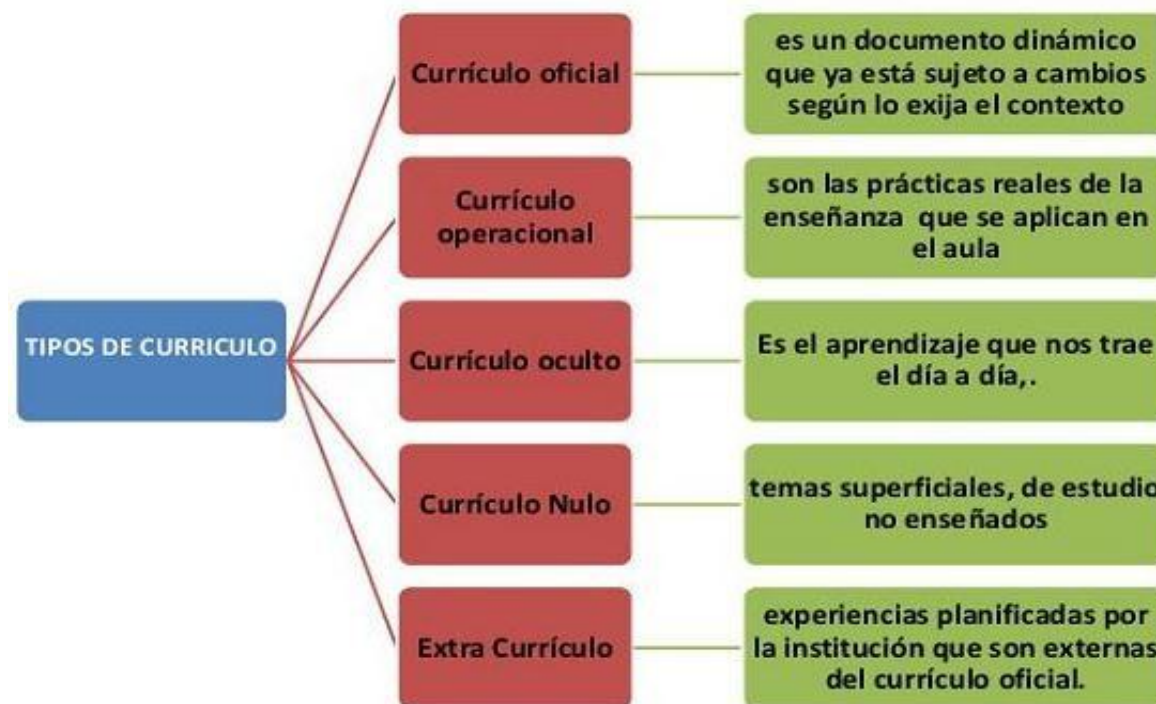 TIPOS DE CURRICULO
Currículo oficial
es un documento dinámico
que ya está sujeto a cambios
según lo exija el contexto
Currículo
operacional
son las prácticas reales de la
enseñanza que se aplican en
el aula
Currículo oculto
Es el aprendizaje que nos trae
el día a día,.
Currículo Nulo
temas superficiales, de estudio
no enseñados
Extra Currículo
experiencias planificadas por
la institución que son externas
del currículo oficial.